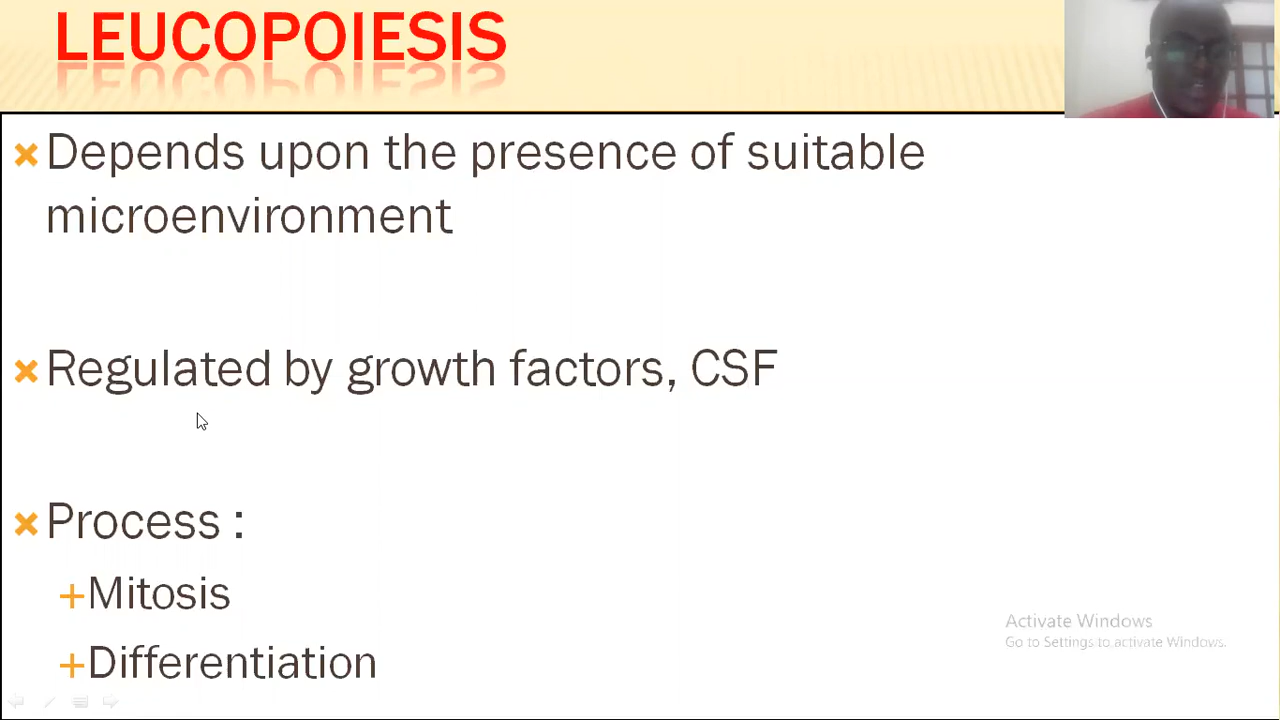 LEUCOPOIESIS
Depends upon the presence of suitable
microenvironment
Regulated by growth factors, CSF
Process :
Mitosis
Differentiation
Activate Windows
Go to Settings to activate Windows.